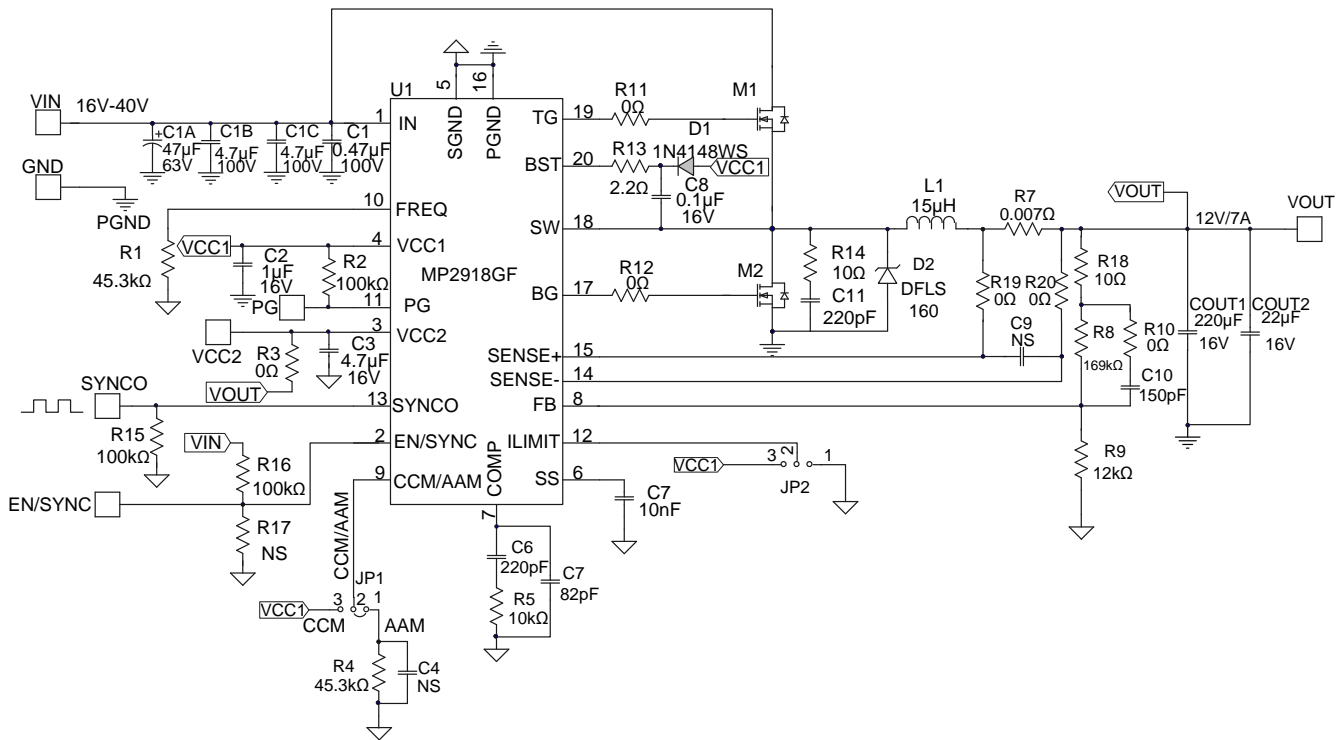 VIN
16V-40V
GND
PGND
+C1A
47µF
63V
C1B
4.7µF
100V
C1C
4.7µF
100V
C1
0.47µF
100V
U1
MP2918GF
5
SGND
16
PGND
1
IN
10
FREQ
4
VCC1
11
PG
3
VCC2
13
SYNCO
2
EN/SYNC
9
CCM/AAM
7
COMP
TG
19
BST
20
SW
18
BG
17
SENSE+
15
SENSE-
14
FB
8
ILIMIT
12
SS
6
R1
45.3kΩ
VCC1
C2
1µF
16V
R2
100kΩ
PG
VCC2
R3
0Ω
VOUT
C3
4.7µF
16V
SYNCO
R15
100kΩ
VIN
R16
100kΩ
EN/SYNC
R17
NS
CCM/AAM
JP1
VCC1
3
2
1
CCM
AAM
R4
45.3kΩ
C4
NS
C6
220pF
R5
10kΩ
C7
82pF
C7
10nF
VCC1
3
2
1
JP2
R11
0Ω
M1
D1
1N4148WS
VCC1
R13
2.2Ω
C8
0.1µF
16V
R12
0Ω
M2
R14
10Ω
C11
220pF
D2
DFLS
160
L1
15µH
R7
0.007Ω
R19
0Ω
R20
0Ω
C9
NS
R18
10Ω
R8
169kΩ
R10
0Ω
C10
150pF
R9
12kΩ
VOUT
12V/7A
VOUT
COUT1
220µF
16V
COUT2
22µF
16V